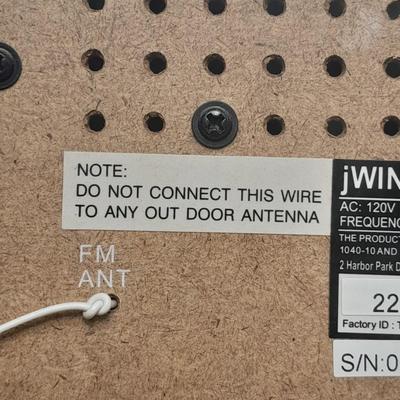 NOTE:
DO NOT CONNECT THIS WIRE
TO ANY OUT DOOR ANTENNA
FM
ANT
jWIN
AC: 120V
FREQUENC
THE PRODUCT
1040-10 AND
2 Harbor Park D
22
Factory ID : T
S/N:0